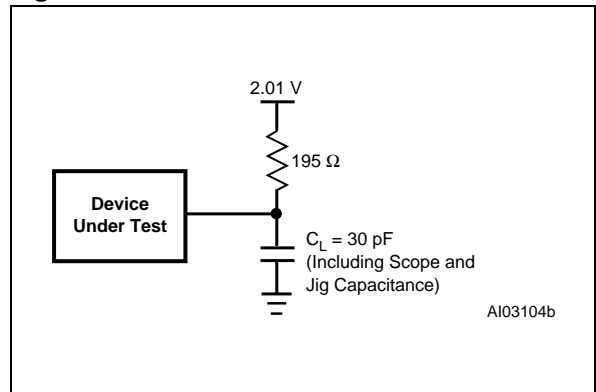 2.01 V
195 Ω
Device
Under Test
C_L = 30 pF
(Including Scope and
Jig Capacitance)
AI03104b